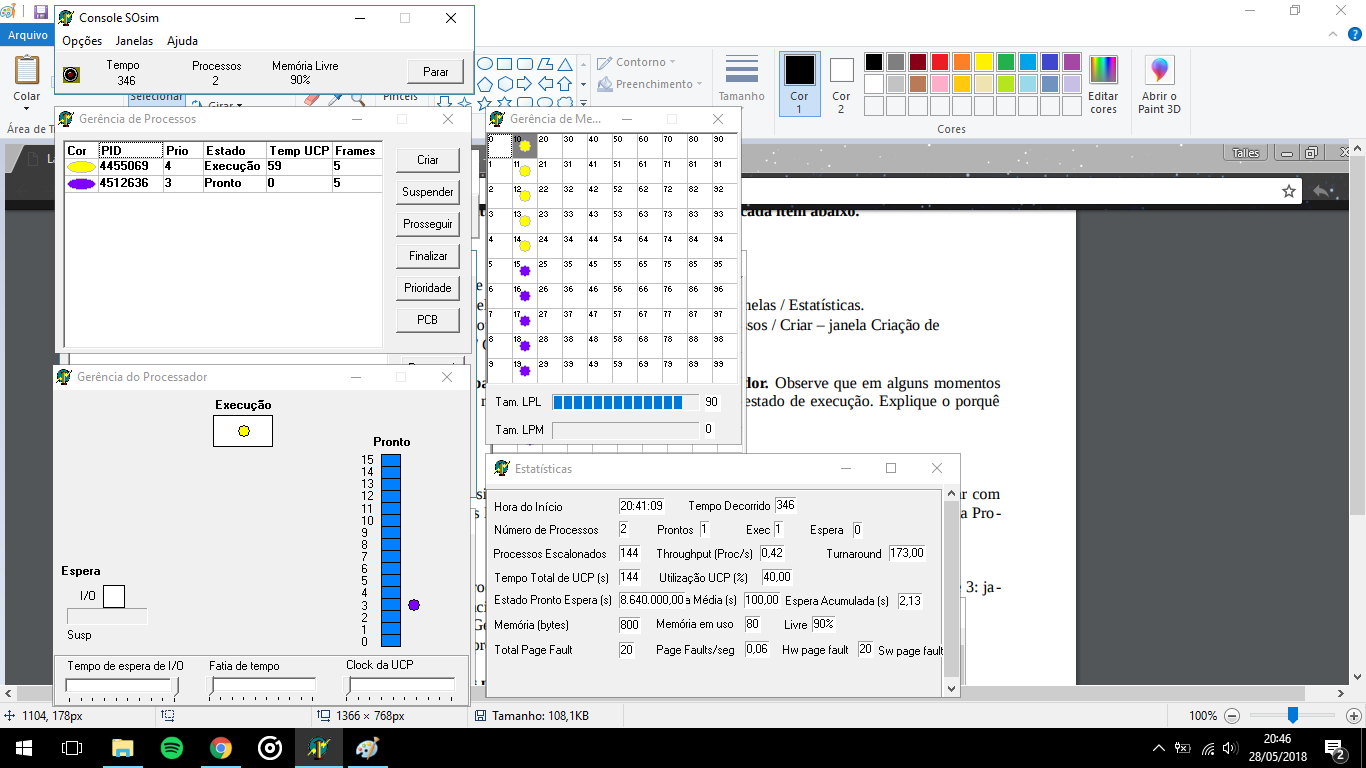 Console SOsim
Opções Janelas Ajuda
Tempo Processos Memória Livre
346 2 90%
Parar
Arquivo
Colar
Selecionar
Girar
Pincéis
Contorno
Preenchimento
Tamanho
Cor 1
Cor 2
Editar cores
Abrir o Paint 3D
Cores
Área de T
Gerência de Processos
Cor PID Prio Estado Temp UCP Frames
4455069 4 Execução 59 5
4512636 3 Pronto 0 5
Criar
Suspender
Prosseguir
Finalizar
Prioridade
PCB
Gerência de Me...
0 10 20 30 40 50 60 70 80 90
1 11 21 31 41 51 61 71 81 91
2 12 22 32 42 52 62 72 82 92
3 13 23 33 43 53 63 73 83 93
4 14 24 34 44 54 64 74 84 94
5 15 25 35 45 55 65 75 85 95
6 16 26 36 46 56 66 76 86 96
7 17 27 37 47 57 67 77 87 97
8 18 28 38 48 58 68 78 88 98
9 19 29 39 49 59 69 79 89 99
Tam. LPL 90
Tam. LPM 0
Talles
cada item abaixo.
nelas / Estatísticas.
sos / Criar – janela Criação de
dor. Observe que em alguns momentos
estado de execução. Explique o porquê
ar com
a Pro-
e 3: ja-
Gerência do Processador
Execução
Pronto
15
14
13
12
11
10
9
8
7
6
5
4
3
2
1
0
Espera
I/O
Susp
Tempo de espera de I/O Fatia de tempo Clock da UCP
Estatísticas
Hora do Início 20:41:09 Tempo Decorrido 346
Número de Processos 2 Prontos 1 Exec 1 Espera 0
Processos Escalonados 144 Throughput (Proc/s) 0,42 Turnaround 173,00
Tempo Total de UCP (s) 144 Utilização UCP (%) 40,00
Estado Pronto Espera (s) 8.640.000,00 a Média (s) 100,00 Espera Acumulada (s) 2,13
Memória (bytes) 800 Memória em uso 80 Livre 90%
Total Page Fault 20 Page Faults/seg 0,06 Hw page fault 20 Sw page fault
1104, 178px
1366 × 768px
Tamanho: 108,1KB
100%
20:46
28/05/2018
2